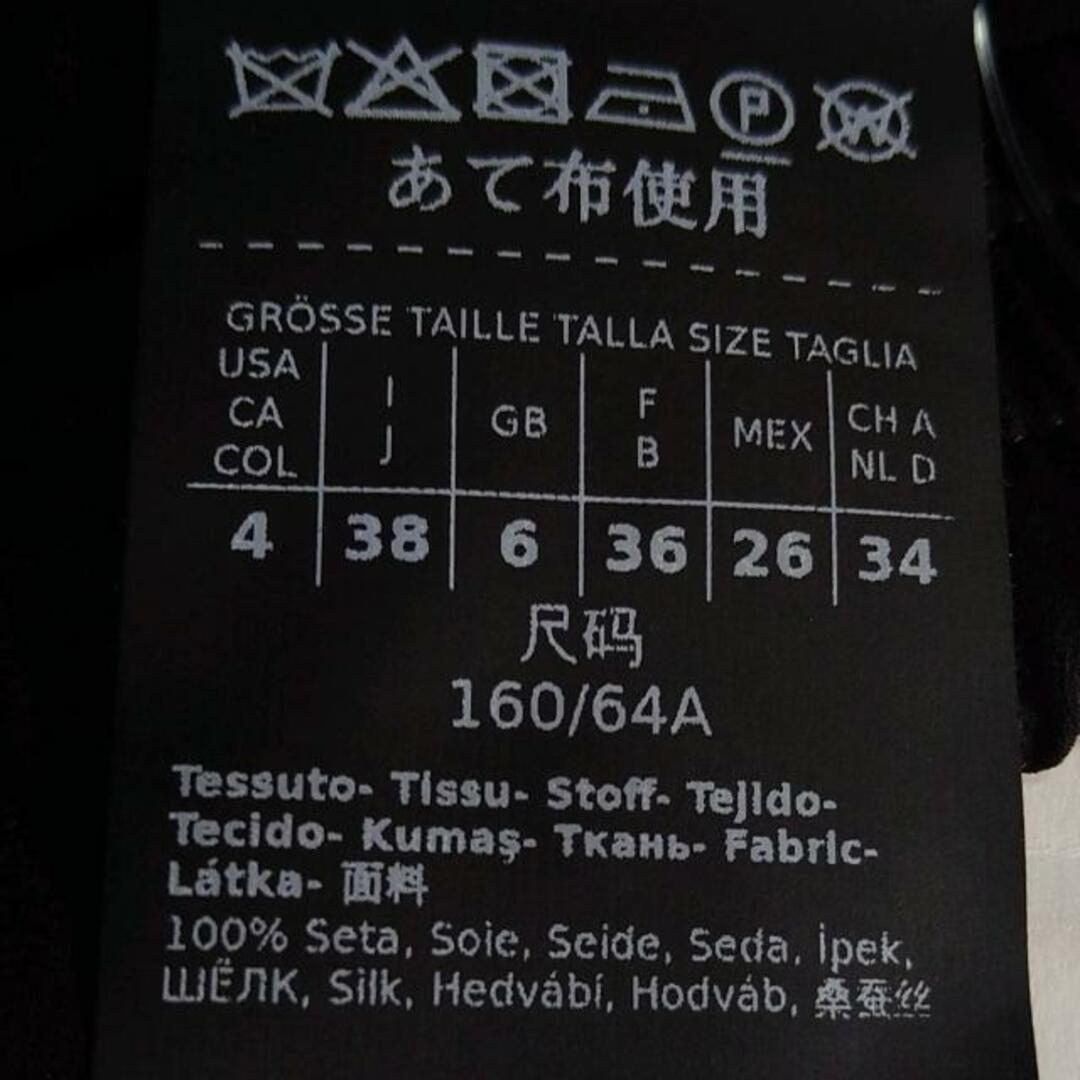 P W
あて布使用
GRÖSSE TAILLE TALLA SIZE TAGLIA
USA CA COL I J GB F B MEX CH A NL D
4 38 6 36 26 34
尺码
160/64A
Tessuto- Tissu- Stoff- Tejido-
Tecido- Kumaş- Ткань- Fabric-
Látka- 面料
100% Seta, Soie, Seide, Seda, İpek,
ШЁЛК, Silk, Hedvábí, Hodváb, 桑蚕丝